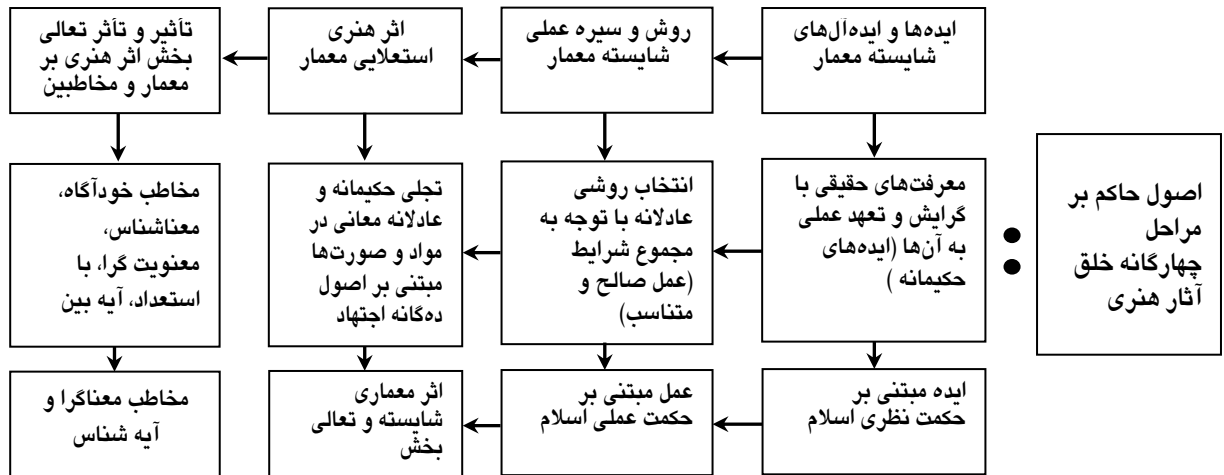 ایده‌ها و ایده‌آل‌های
شایسته معمار
روش و سیره عملی
شایسته معمار
اثر هنری
استعلایی معمار
تأثیر و تأثر تعالی
بخش اثر هنری بر
معمار و مخاطبین
اصول حاکم بر
مراحل
چهارگانه خلق
آثار هنری
معرفت‌های حقیقی با
گرایش و تعهد عملی
به آن‌ها (ایده‌های
حکیمانه )
انتخاب روشی
عادلانه با توجه به
مجموع شرایط
(عمل صالح و
متناسب)
تجلی حکیمانه و
عادلانه معانی در
مواد و صورت‌ها
مبتنی بر اصول
ده‌گانه اجتهاد
مخاطب خودآگاه،
معناشناس،
معنویت گرا، با
استعداد، آیه بین
ایده مبتنی بر
حکمت نظری اسلام
عمل مبتنی بر
حکمت عملی اسلام
اثر معماری
شایسته و تعالی
بخش
مخاطب معناگرا و
آیه شناس